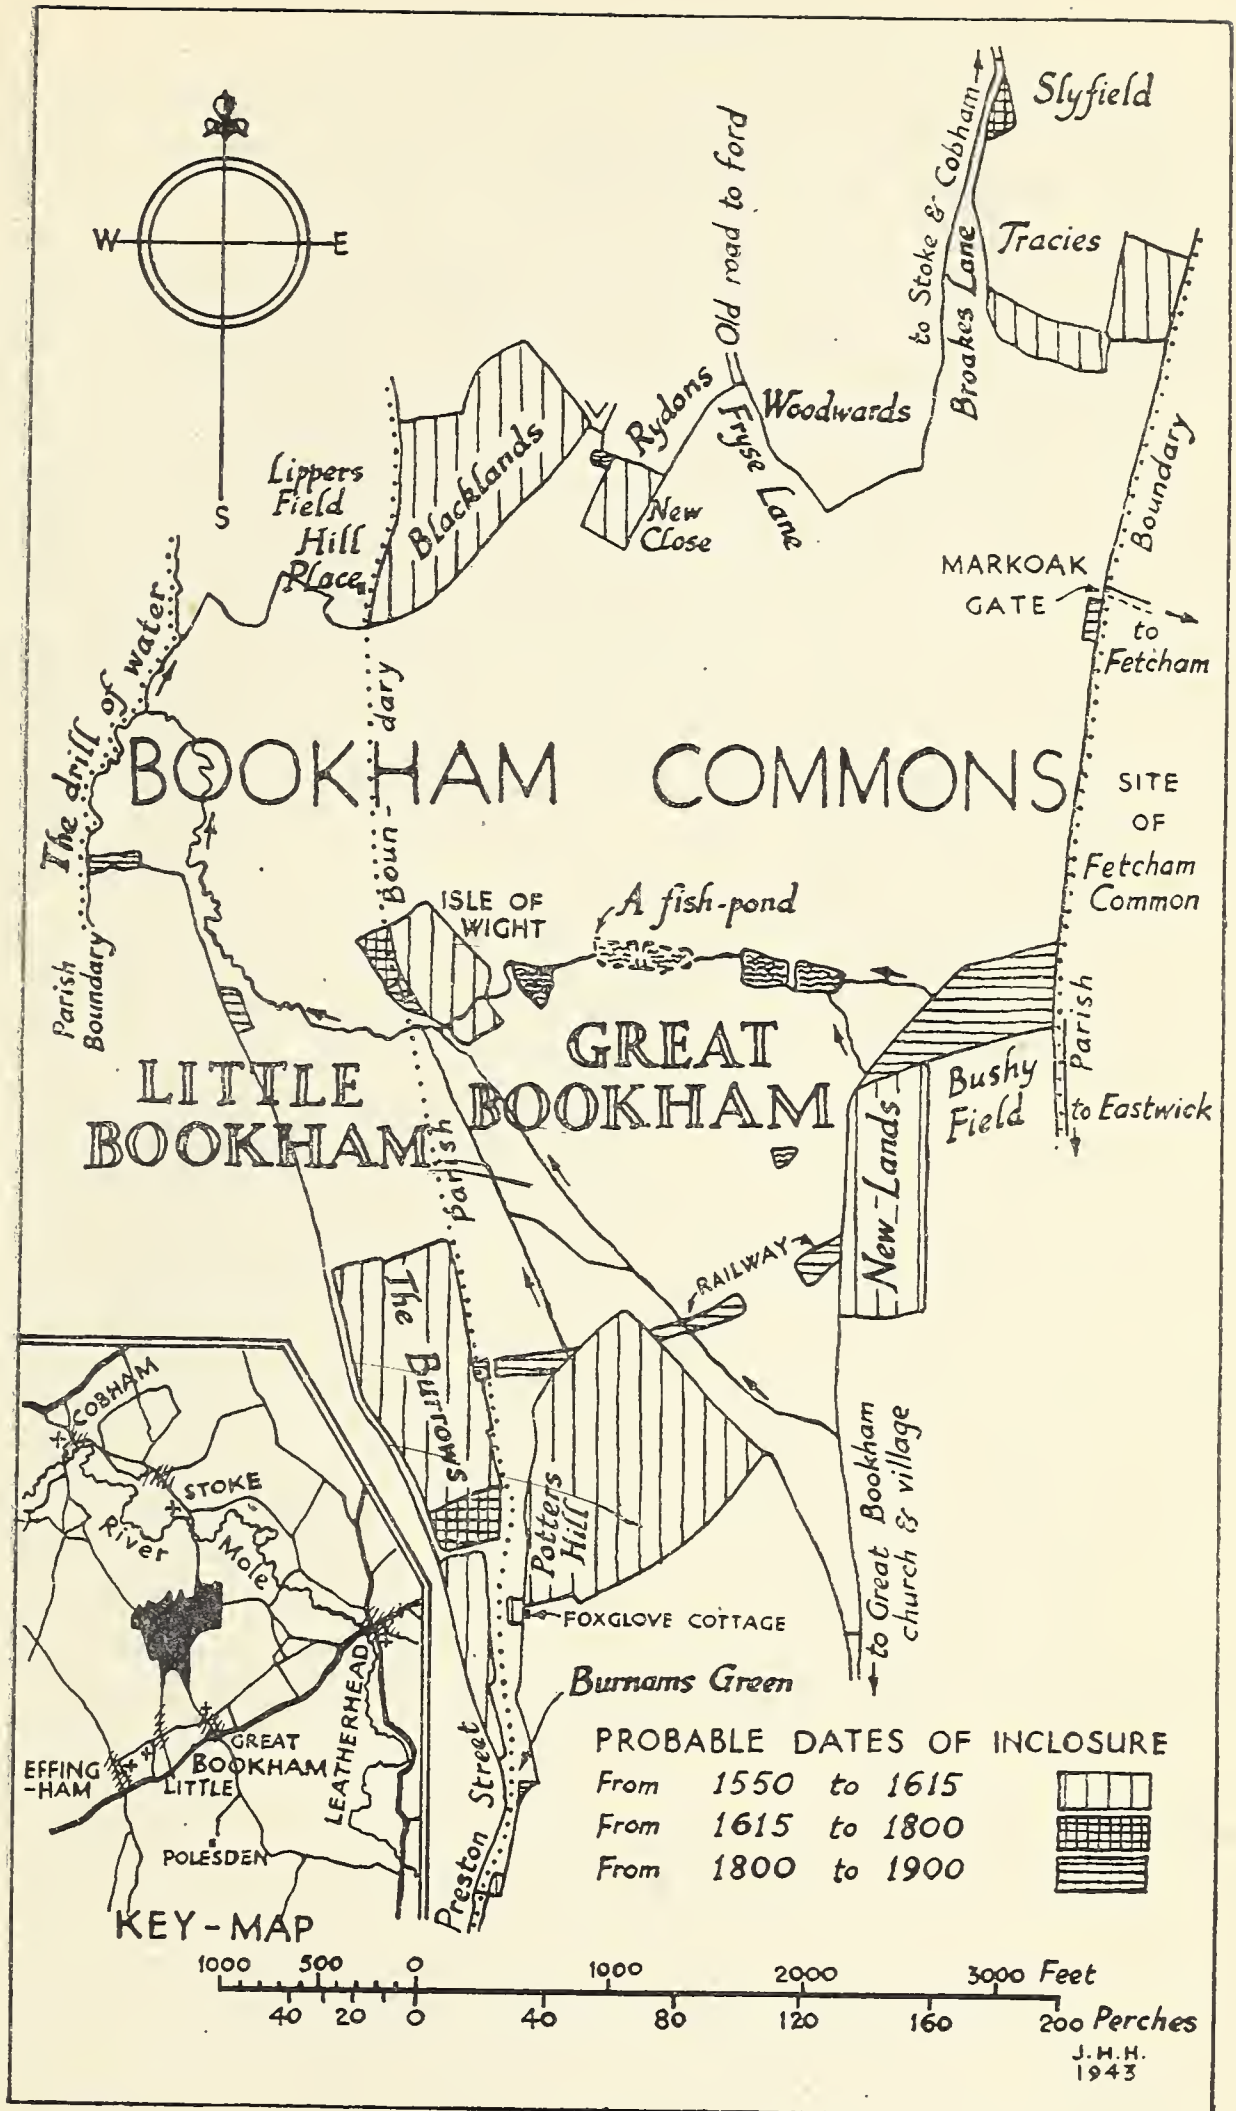 Slyfield
to Stoke & Cobham
Old road to ford
W
E
S
Tracies
Broakes Lane
Woodwards
Rydons
Fryse Lane
Blacklands
Lippers
Field
Hill
Place
New
Close
Boundary
MARKOAK
GATE
to
Fetcham
The drill of water
Boun-dary
BOOKHAM COMMONS
SITE
OF
Fetcham
Common
ISLE OF
WIGHT
A fish-pond
Parish
Boundary
GREAT
BOOKHAM
LITTLE
BOOKHAM
Parish
Bushy
Field
Parish
to Eastwick
New Lands
RAILWAY
The Burrows
Potters
Hill
to Great Bookham
church & village
FOXGLOVE COTTAGE
Burnams Green
Preston Street
COBHAM
STOKE
River Mole
LEATHERHEAD
GREAT
BOOKHAM
EFFING
-HAM
LITTLE
POLESDEN
KEY-MAP
PROBABLE DATES OF INCLOSURE
From 1550 to 1615
From 1615 to 1800
From 1800 to 1900
1000 500 0 1000 2000 3000 Feet
40 20 0 40 80 120 160 200 Perches
J.H.H.
1943